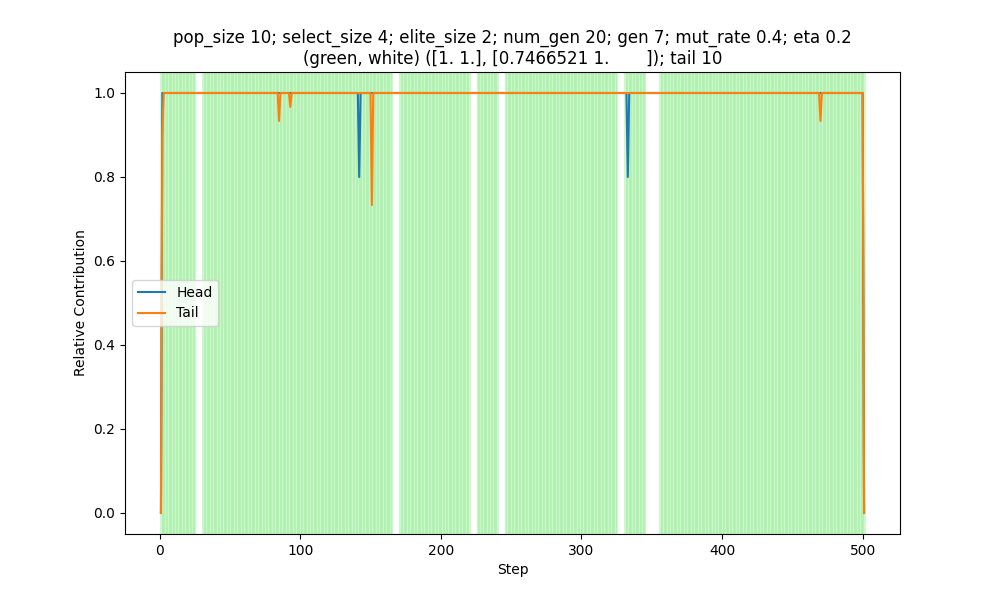 pop_size 10; select_size 4; elite_size 2; num_gen 20; gen 7; mut_rate 0.4; eta 0.2
(green, white) ([1. 1.], [0.7466521 1.        ]); tail 10
1.0
0.8
0.6
0.4
0.2
0.0
Relative Contribution
Head
Tail
0
100
200
300
400
500
Step